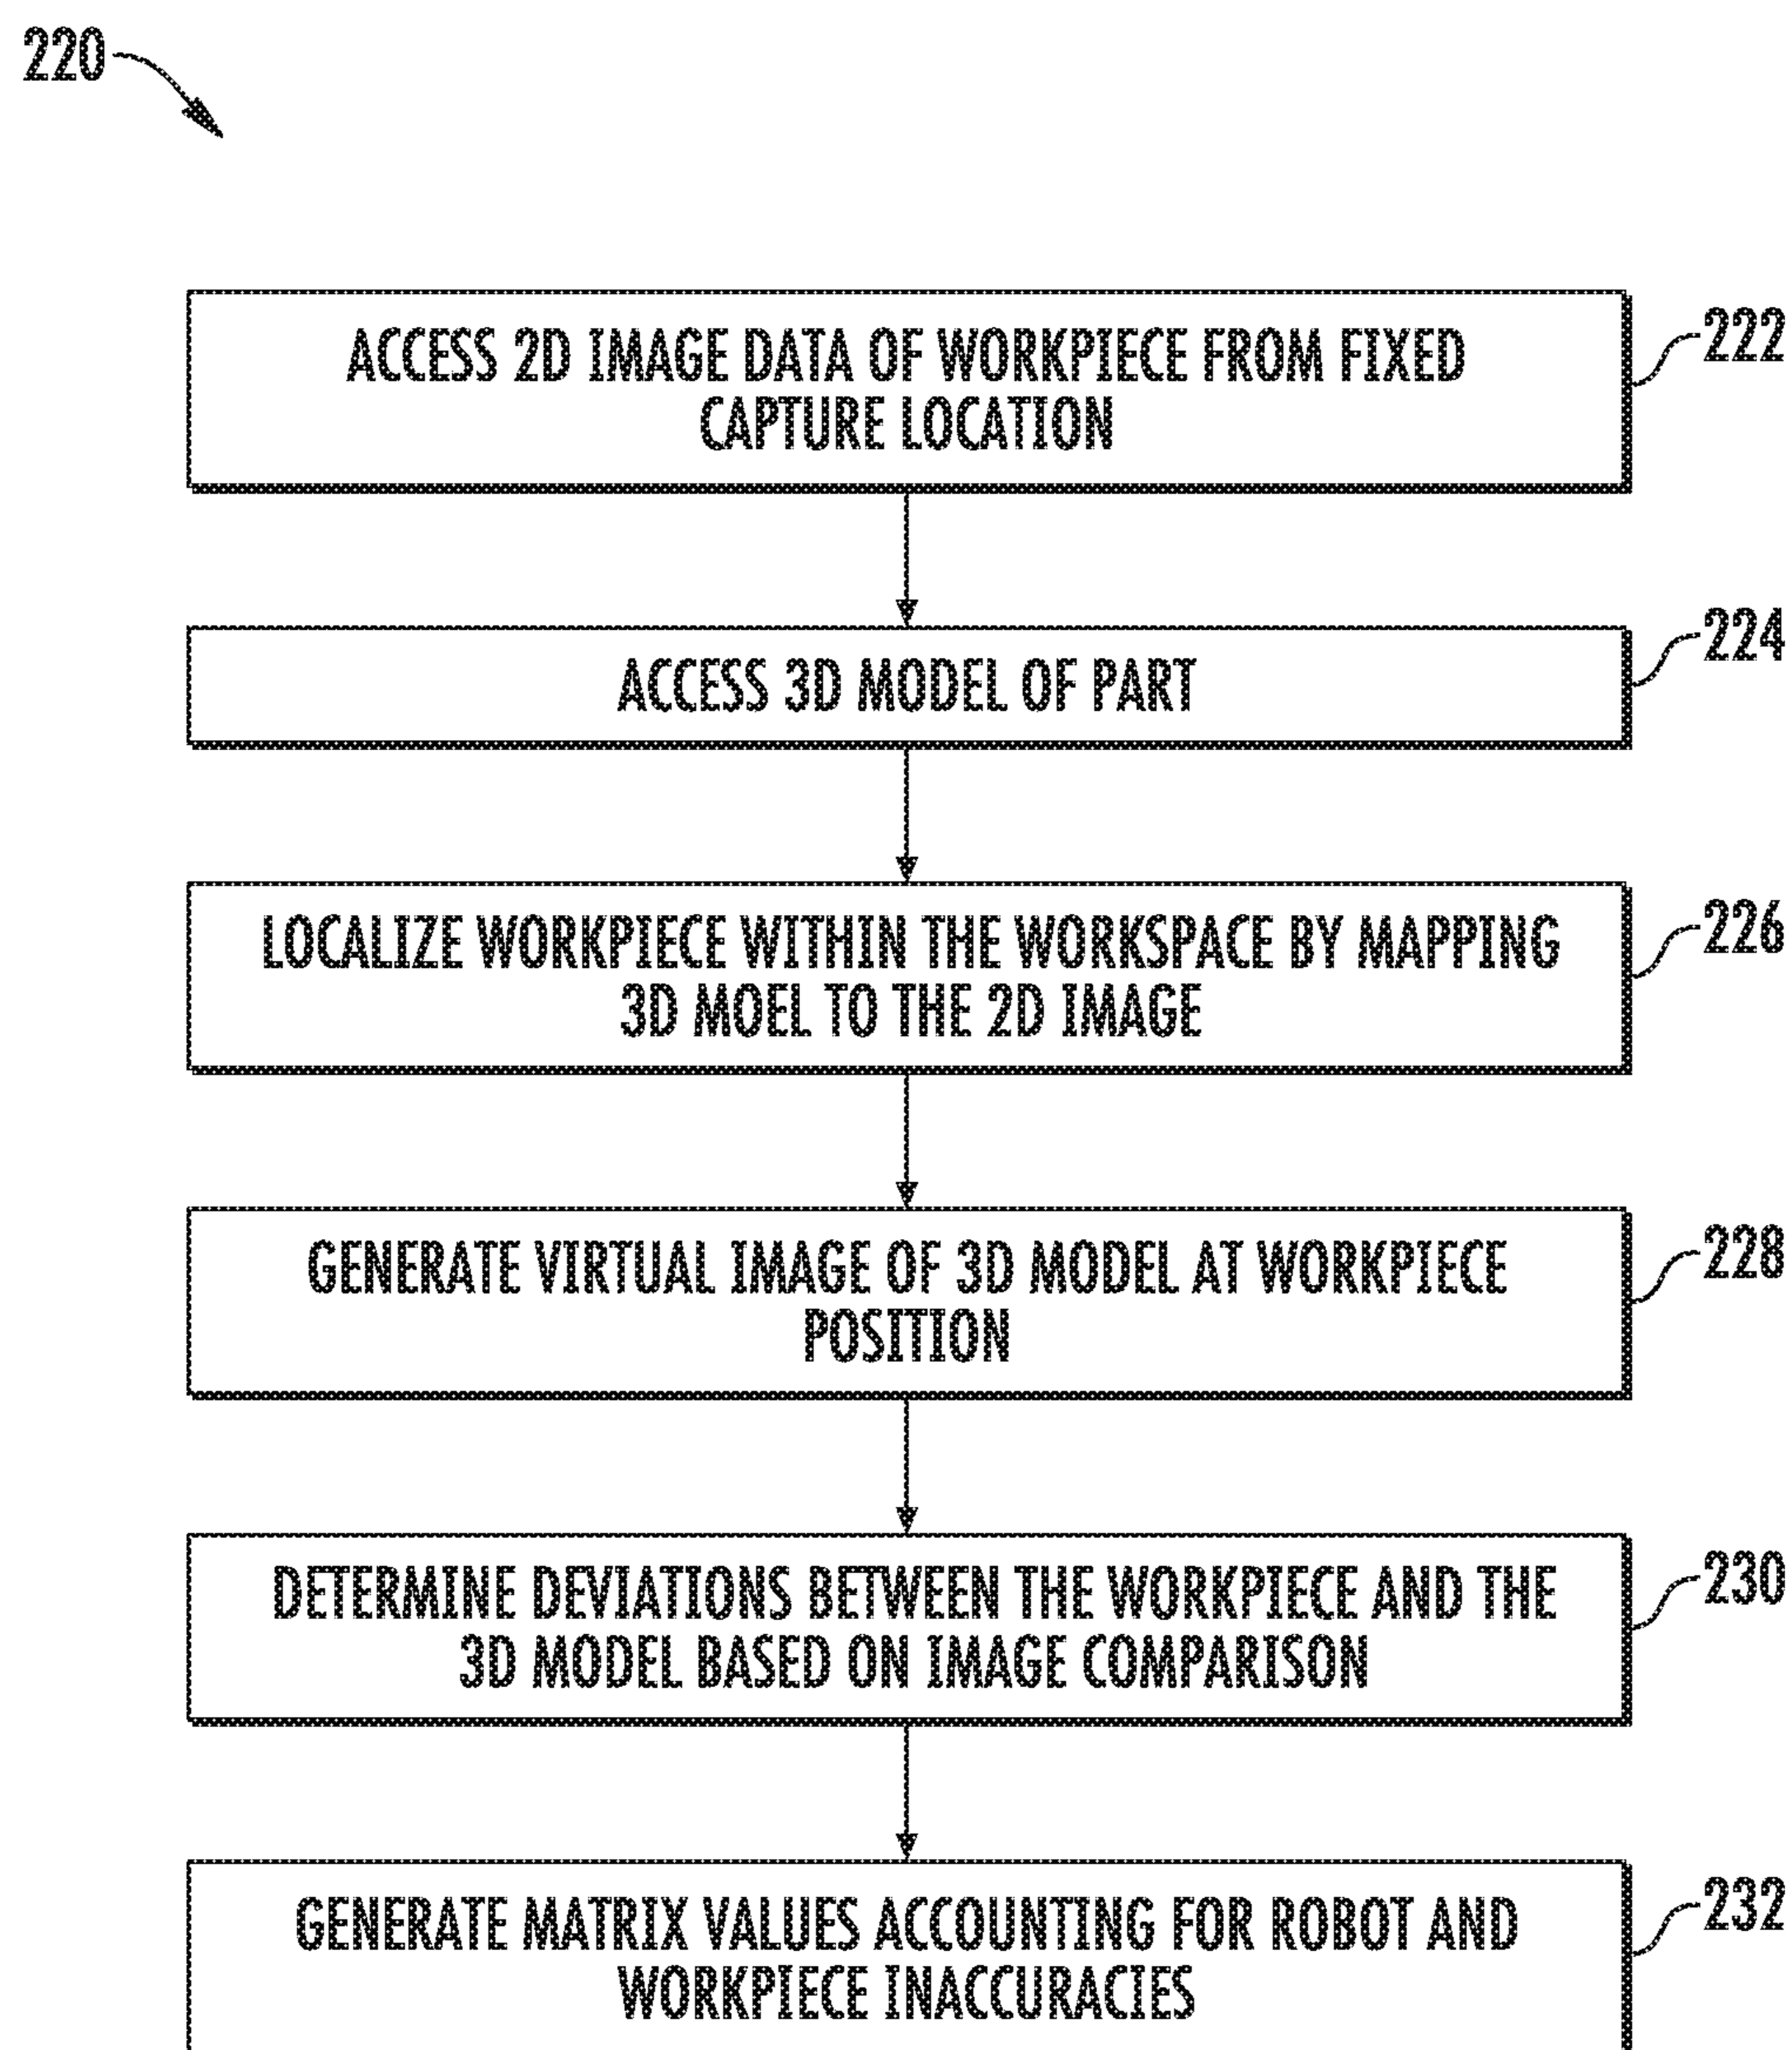 220
ACCESS 2D IMAGE DATA OF WORKPIECE FROM FIXED
CAPTURE LOCATION
222
ACCESS 3D MODEL OF PART
224
LOCALIZE WORKPIECE WITHIN THE WORKSPACE BY MAPPING
3D MOEL TO THE 2D IMAGE
226
GENERATE VIRTUAL IMAGE OF 3D MODEL AT WORKPIECE
POSITION
228
DETERMINE DEVIATIONS BETWEEN THE WORKPIECE AND THE
3D MODEL BASED ON IMAGE COMPARISON
230
GENERATE MATRIX VALUES ACCOUNTING FOR ROBOT AND
WORKPIECE INACCURACIES
232